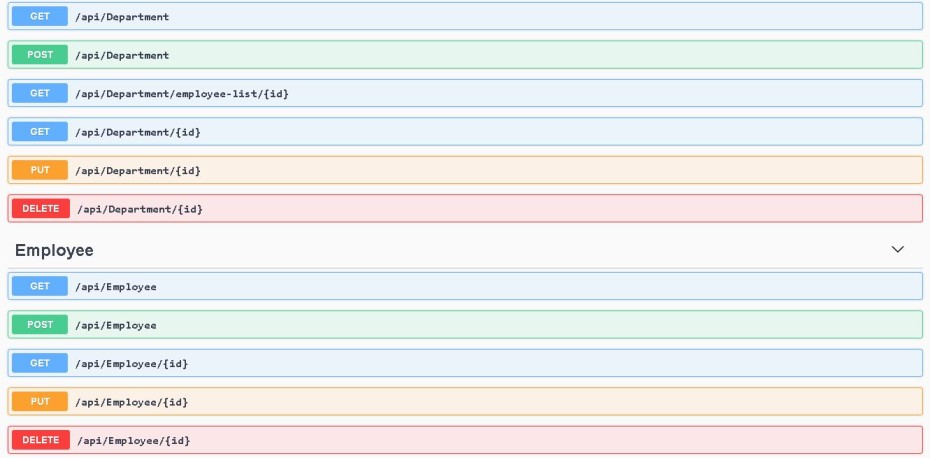 GET /api/Department
POST /api/Department
GET /api/Department/employee-list/{id}
GET /api/Department/{id}
PUT /api/Department/{id}
DELETE /api/Department/{id}
Employee
GET /api/Employee
POST /api/Employee
GET /api/Employee/{id}
PUT /api/Employee/{id}
DELETE /api/Employee/{id}